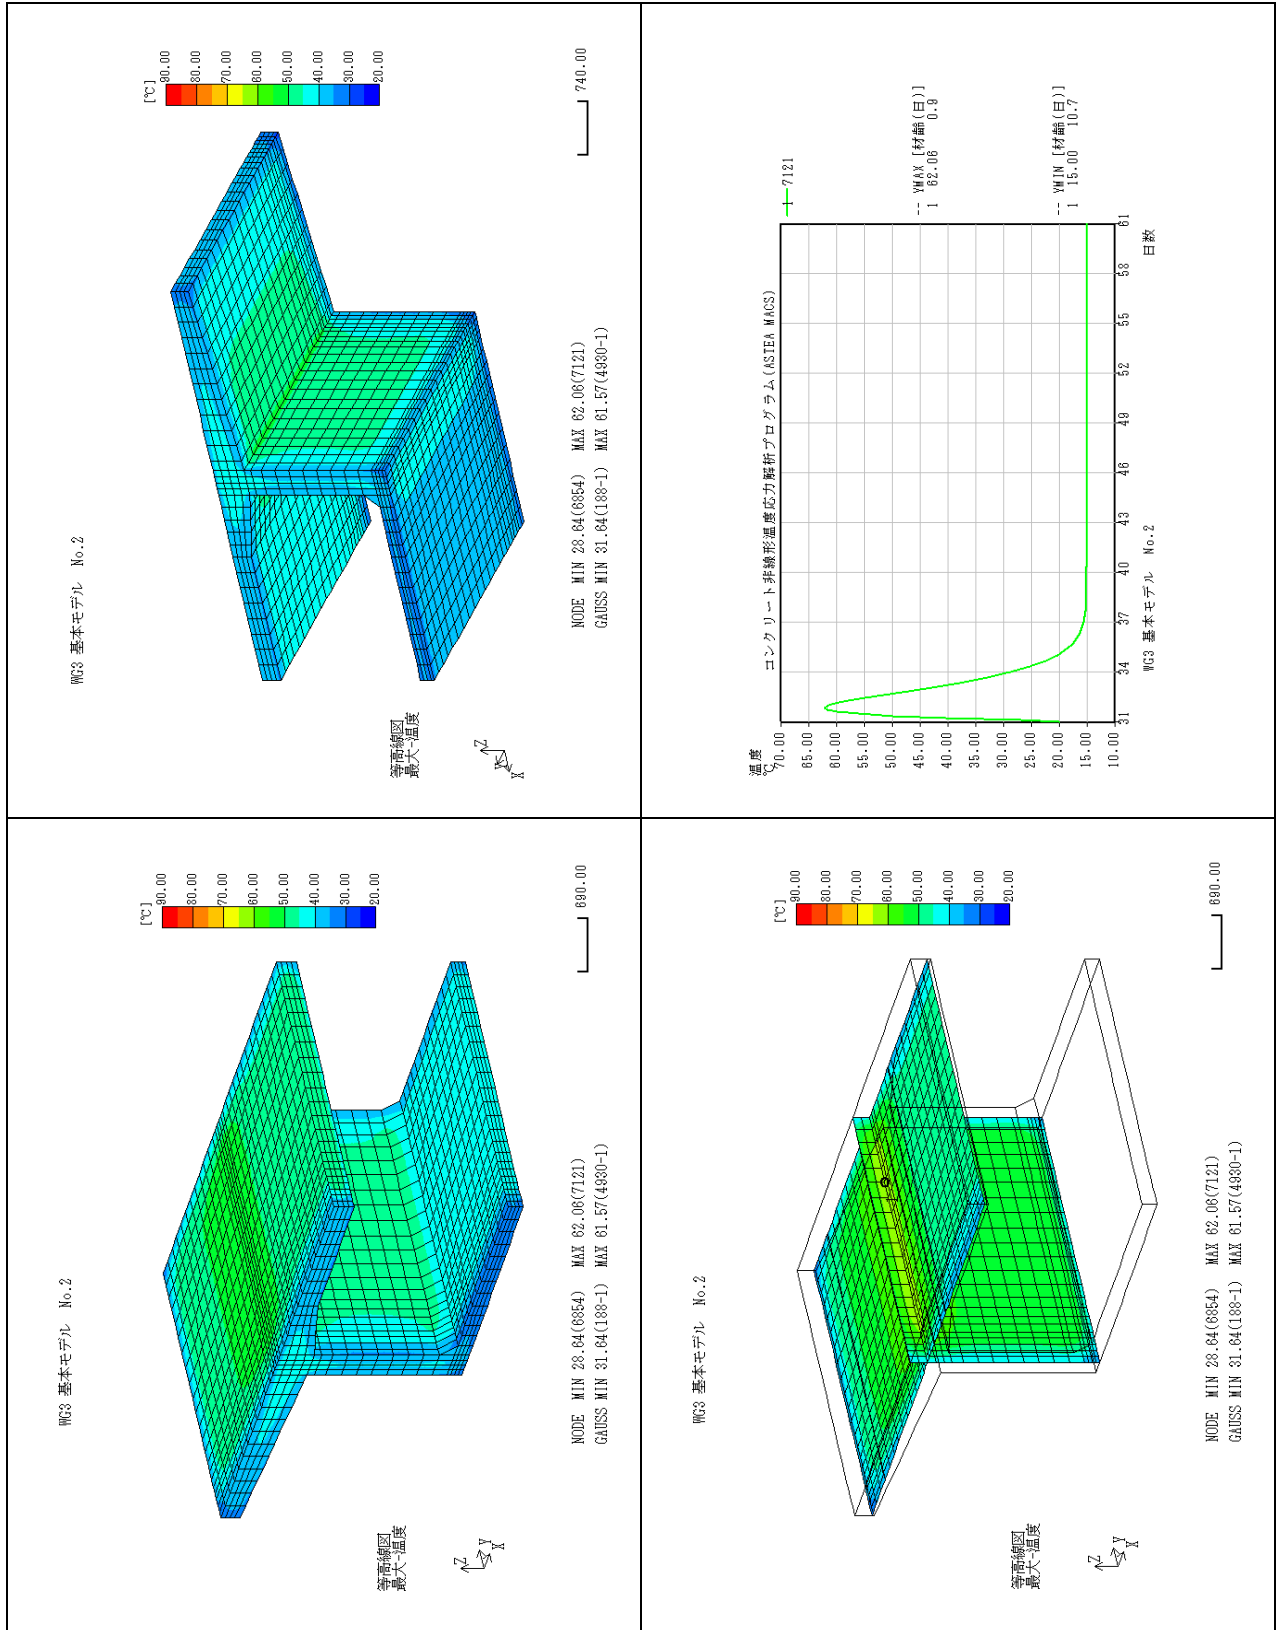 WG3 基本モデル No.2
[℃]
90.00
80.00
70.00
60.00
50.00
40.00
30.00
20.00
等高線図
最大-温度
Z
Y
X
740.00
NODE MIN 28.64(6854) MAX 62.06(7121)
GAUSS MIN 31.64(188-1) MAX 61.57(4930-1)
コンクリート非線形温度応力解析プログラム(ASTEA MACS)
温度
℃
70.00
65.00
60.00
55.00
50.00
45.00
40.00
35.00
30.00
25.00
20.00
15.00
10.00
31
34
37
40
43
46
49
52
55
58
61
日数
1 7121
-- YMAX [材齢(日)]
1 62.06 0.9
-- YMIN [材齢(日)]
1 15.00 10.7
WG3 基本モデル No.2
WG3 基本モデル No.2
[℃]
90.00
80.00
70.00
60.00
50.00
40.00
30.00
20.00
等高線図
最大-温度
Z
Y
X
690.00
NODE MIN 28.64(6854) MAX 62.06(7121)
GAUSS MIN 31.64(188-1) MAX 61.57(4930-1)
WG3 基本モデル No.2
[℃]
90.00
80.00
70.00
60.00
50.00
40.00
30.00
20.00
等高線図
最大-温度
Z
Y
X
690.00
NODE MIN 28.64(6854) MAX 62.06(7121)
GAUSS MIN 31.64(188-1) MAX 61.57(4930-1)